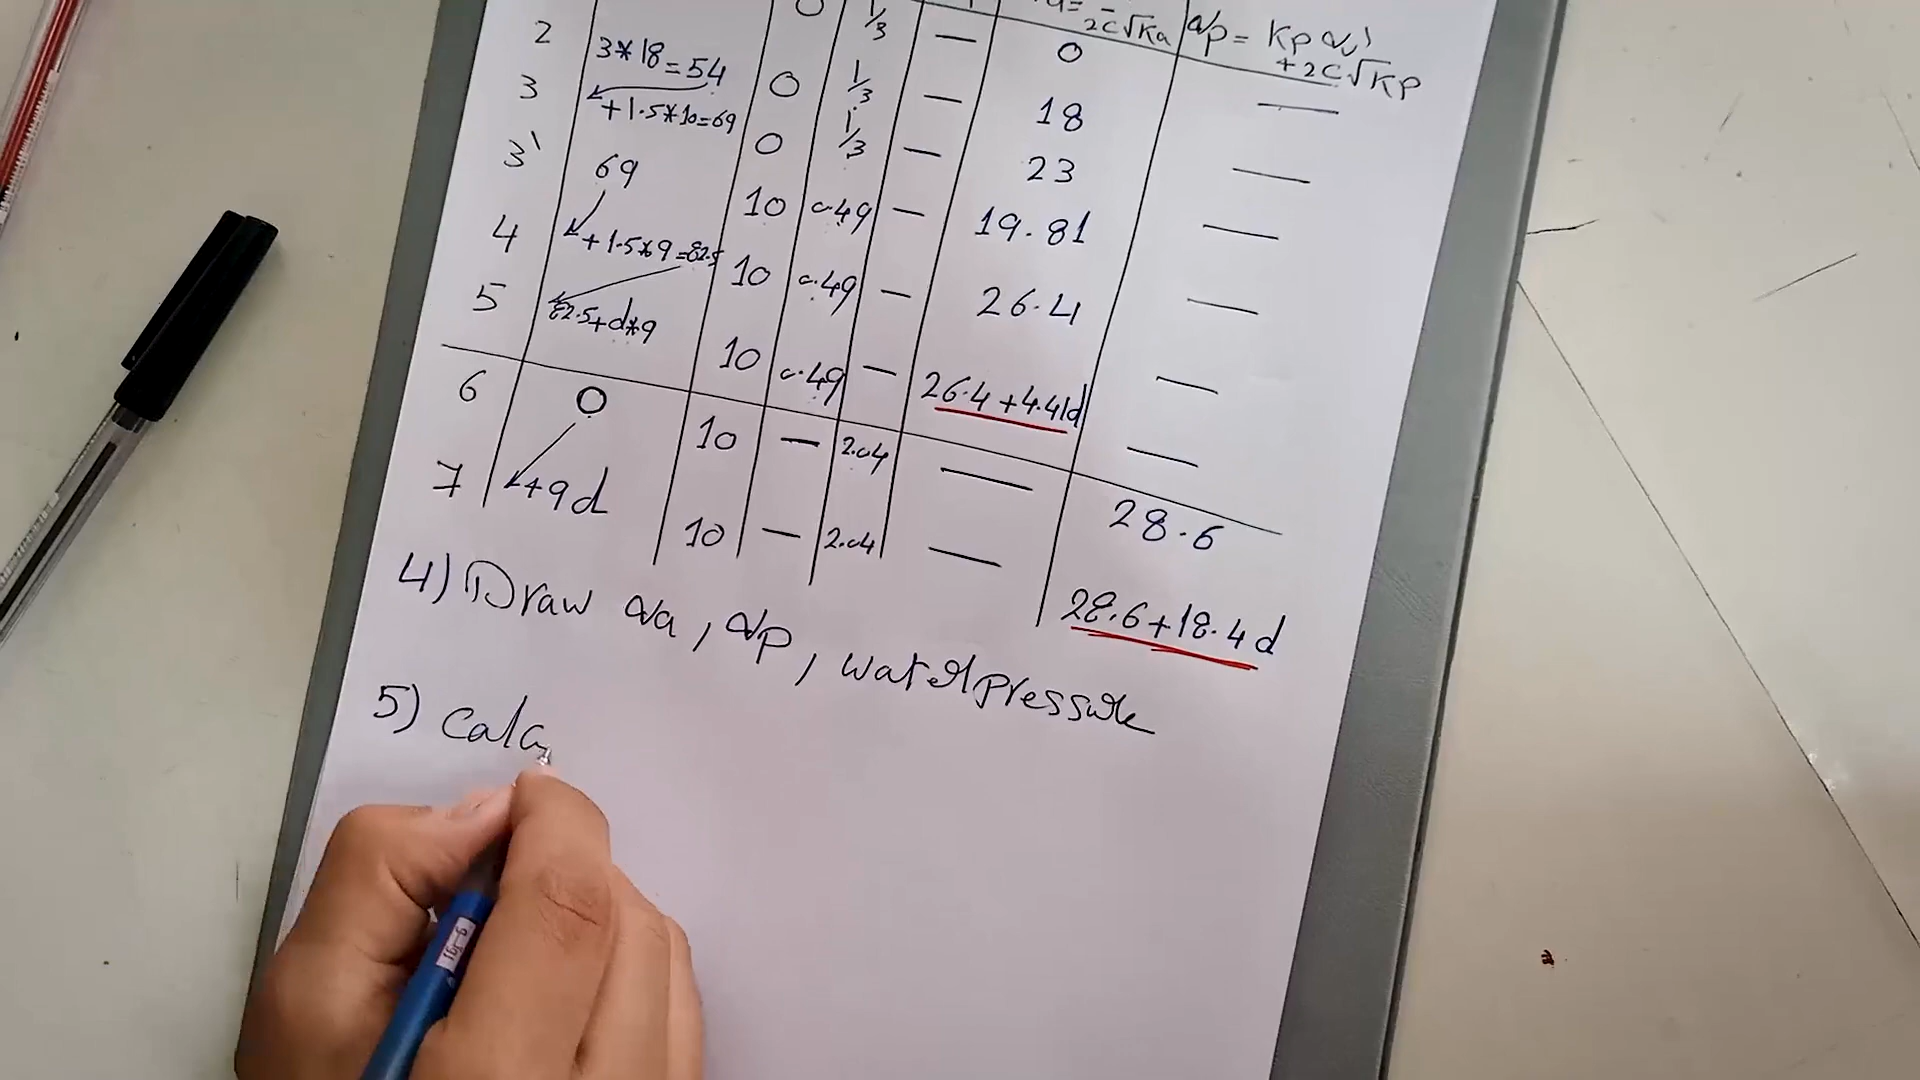 2c√Ka
σp = Kp σv'
+ 2c√Kp
0 1/3 —
2 3*18=54 0 1/3 — 0 —
3 +1.5*10=69 0 1/3 — 18 —
3' 69 10 0.49 — 23 —
4 +1.5*9=82.5 10 0.49 — 19.81 —
5 82.5+d*9 10 0.49 — 26.4 —
26.4+4.41d
6 0 10 — 2.04 — 28.6
7 +9d 10 — 2.04 — 28.6+18.4d
4) Draw σa, σp, water pressure
5) Calc